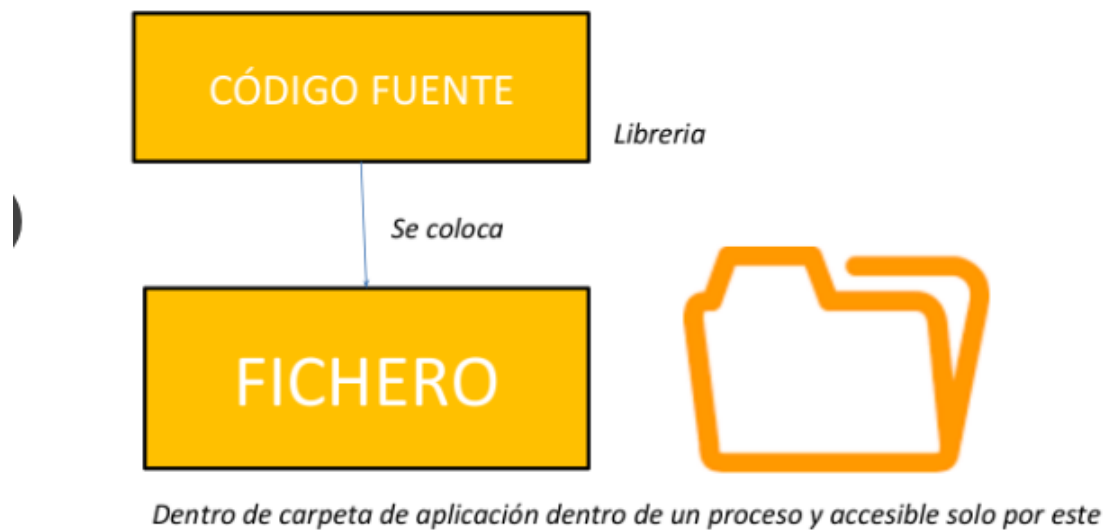 CÓDIGO FUENTE
Libreria
Se coloca
FICHERO
Dentro de carpeta de aplicación dentro de un proceso y accesible solo por este